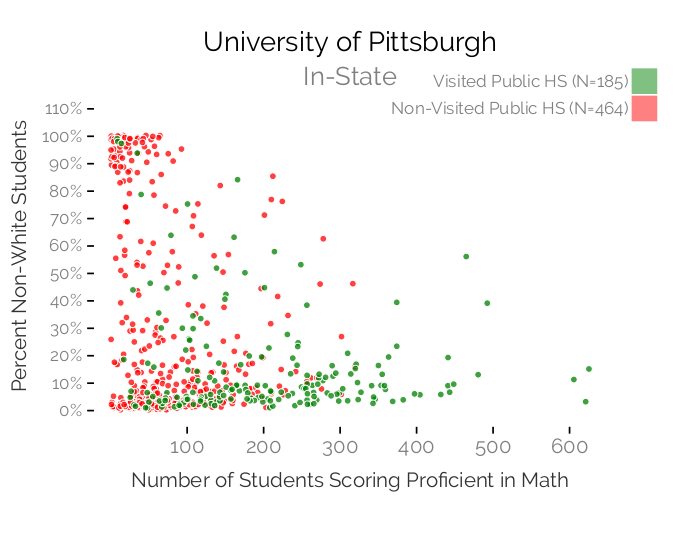 University of Pittsburgh
In-State
Visited Public HS (N=185)
Non-Visited Public HS (N=464)
Percent Non-White Students
110%
100%
90%
80%
70%
60%
50%
40%
30%
20%
10%
0%
100 200 300 400 500 600
Number of Students Scoring Proficient in Math